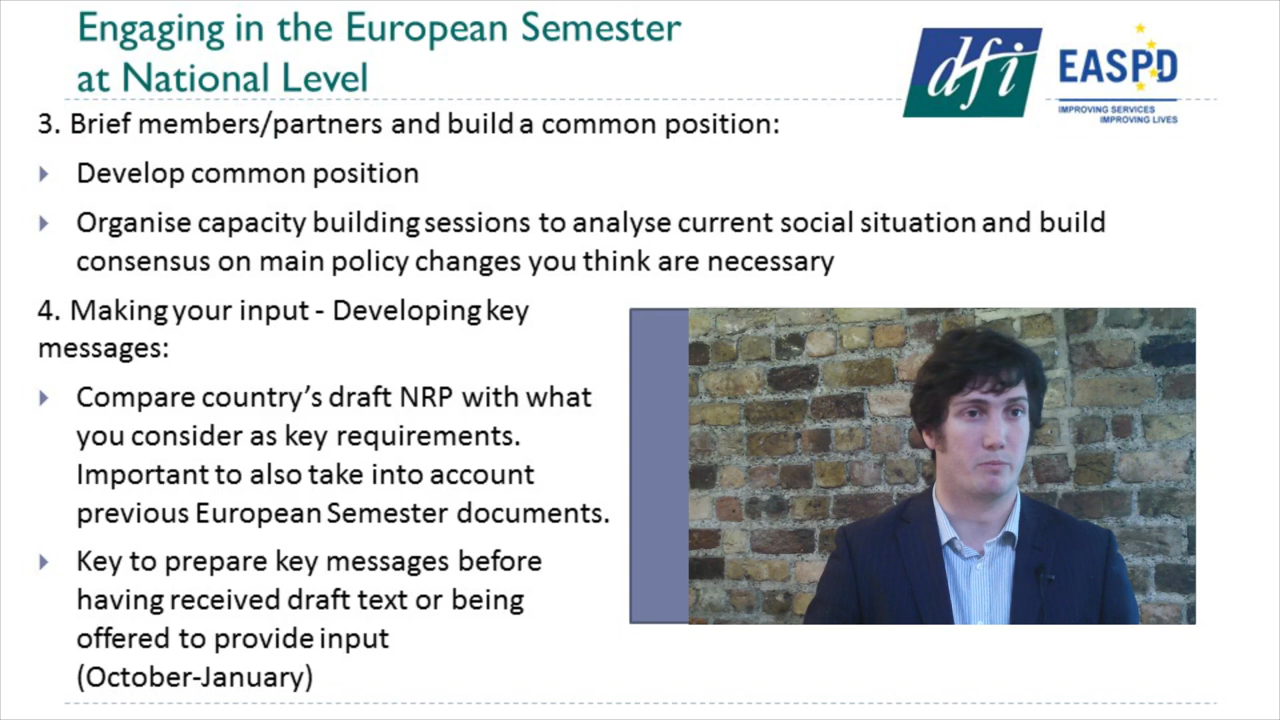 Engaging in the European Semester
at National Level
dfi
EASPD
IMPROVING SERVICES
IMPROVING LIVES
3. Brief members/partners and build a common position:
Develop common position
Organise capacity building sessions to analyse current social situation and build
consensus on main policy changes you think are necessary
4. Making your input - Developing key
messages:
Compare country's draft NRP with what
you consider as key requirements.
Important to also take into account
previous European Semester documents.
Key to prepare key messages before
having received draft text or being
offered to provide input
(October-January)